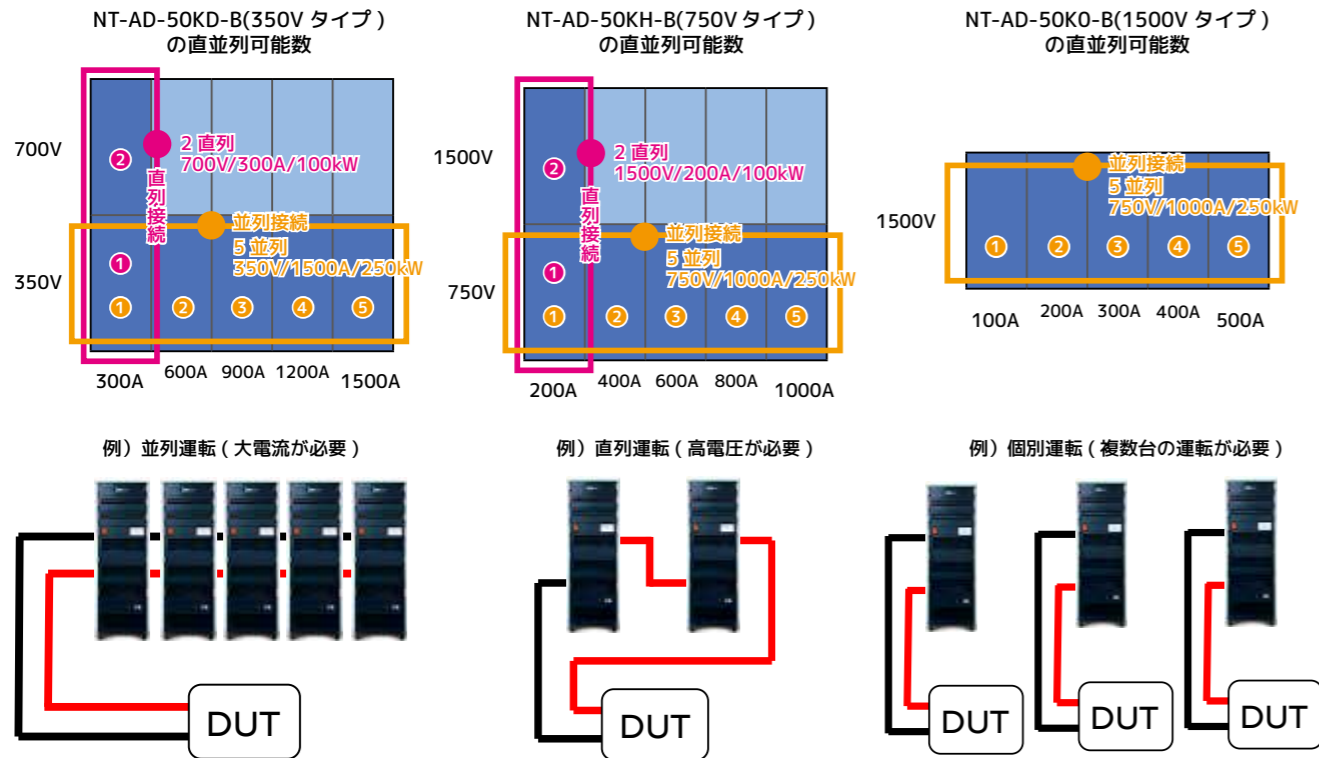 NT-AD-50KD-B(350V タイプ)
の直並列可能数
700V
350V
2
1
直列接続
2 直列
700V/300A/100kW
並列接続
5 並列
350V/1500A/250kW
1
2
3
4
5
300A
600A
900A
1200A
1500A
NT-AD-50KH-B(750V タイプ)
の直並列可能数
1500V
750V
2
1
直列接続
2 直列
1500V/200A/100kW
並列接続
5 並列
750V/1000A/250kW
1
2
3
4
5
200A
400A
600A
800A
1000A
NT-AD-50K0-B(1500V タイプ)
の直並列可能数
1500V
並列接続
5 並列
750V/1000A/250kW
1
2
3
4
5
100A
200A
300A
400A
500A
例）並列運転 ( 大電流が必要 )
DUT
例）直列運転 ( 高電圧が必要 )
DUT
例）個別運転 ( 複数台の運転が必要 )
DUT
DUT
DUT